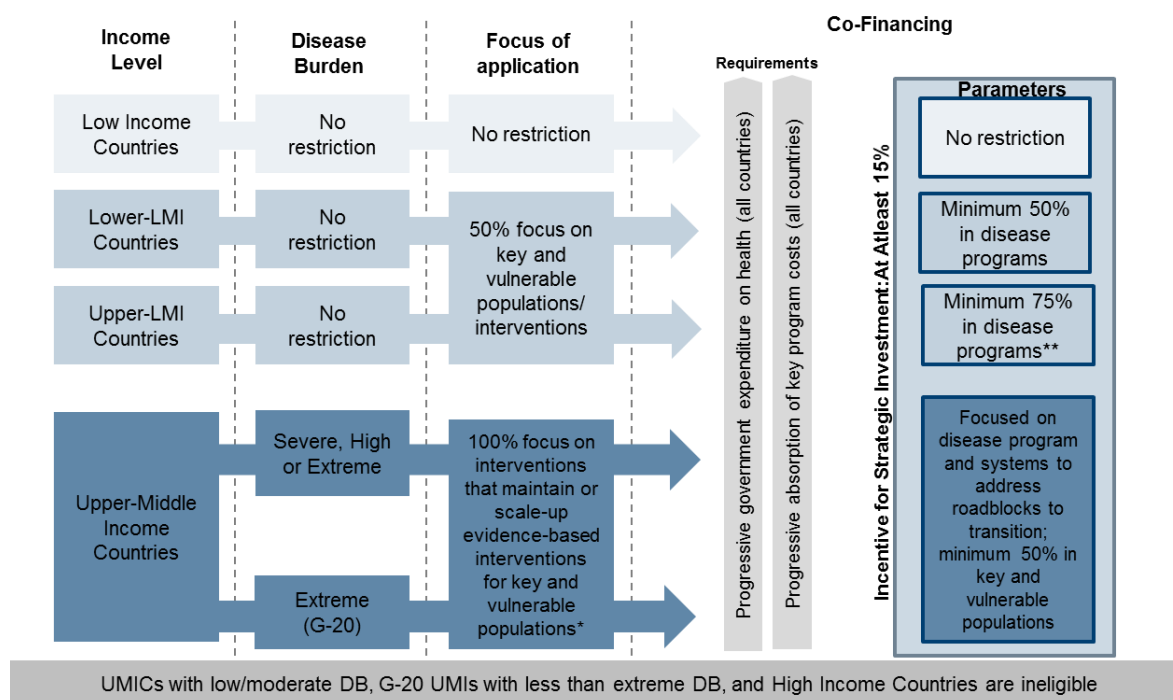 Co-Financing
Income
Level
Disease
Burden
Focus of
application
Requirements
Parameters
Low Income
Countries
No
restriction
No restriction
Lower-LMI
Countries
No
restriction
50% focus on
key and
vulnerable
populations/
interventions
Upper-LMI
Countries
No
restriction
Upper-Middle
Income
Countries
Severe, High
or Extreme
Extreme
(G-20)
100% focus on
interventions
that maintain or
scale-up
evidence-based
interventions
for key and
vulnerable
populations*
Progressive government expenditure on health (all countries)
Progressive absorption of key program costs (all countries)
Incentive for Strategic Investment:At Atleast 15%
No restriction
Minimum 50%
in disease
programs
Minimum 75%
in disease
programs**
Focused on
disease program
and systems to
address
roadblocks to
transition;
minimum 50% in
key and
vulnerable
populations
UMICs with low/moderate DB, G-20 UMIs with less than extreme DB, and High Income Countries are ineligible